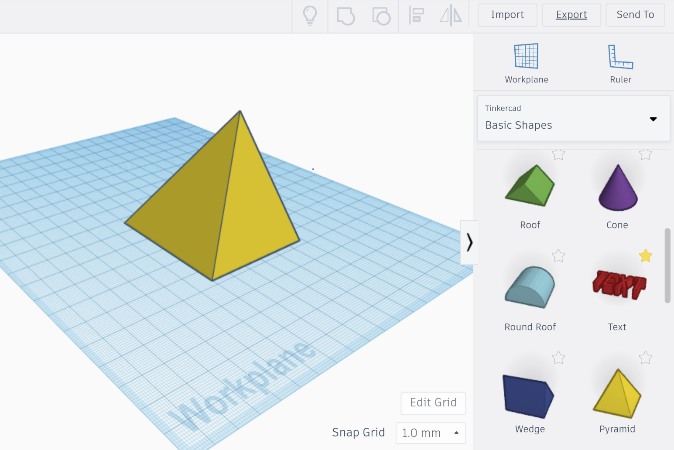 Import
Export
Send To
Workplane
Ruler
Tinkercad
Basic Shapes
Roof
Cone
Round Roof
TEXT
Text
Wedge
Pyramid
Workplane
Edit Grid
Snap Grid
1.0 mm